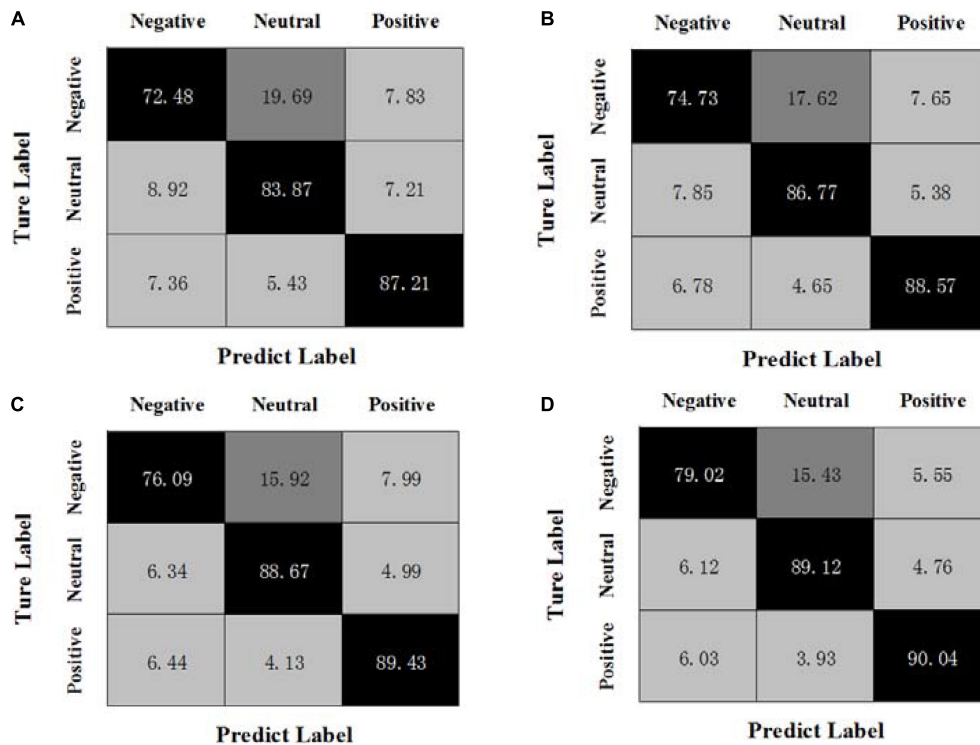 A
Negative Neutral Positive
Ture Label
Negative 72.48 19.69 7.83
Neutral 8.92 83.87 7.21
Positive 7.36 5.43 87.21
Predict Label
B
Negative Neutral Positive
Ture Label
Negative 74.73 17.62 7.65
Neutral 7.85 86.77 5.38
Positive 6.78 4.65 88.57
Predict Label
C
Negative Neutral Positive
Ture Label
Negative 76.09 15.92 7.99
Neutral 6.34 88.67 4.99
Positive 6.44 4.13 89.43
Predict Label
D
Negative Neutral Positive
Ture Label
Negative 79.02 15.43 5.55
Neutral 6.12 89.12 4.76
Positive 6.03 3.93 90.04
Predict Label